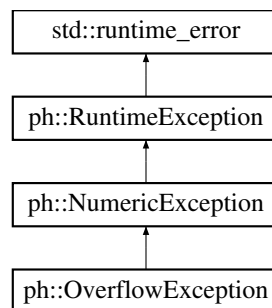 std::runtime_error
ph::RuntimeException
ph::NumericException
ph::OverflowException